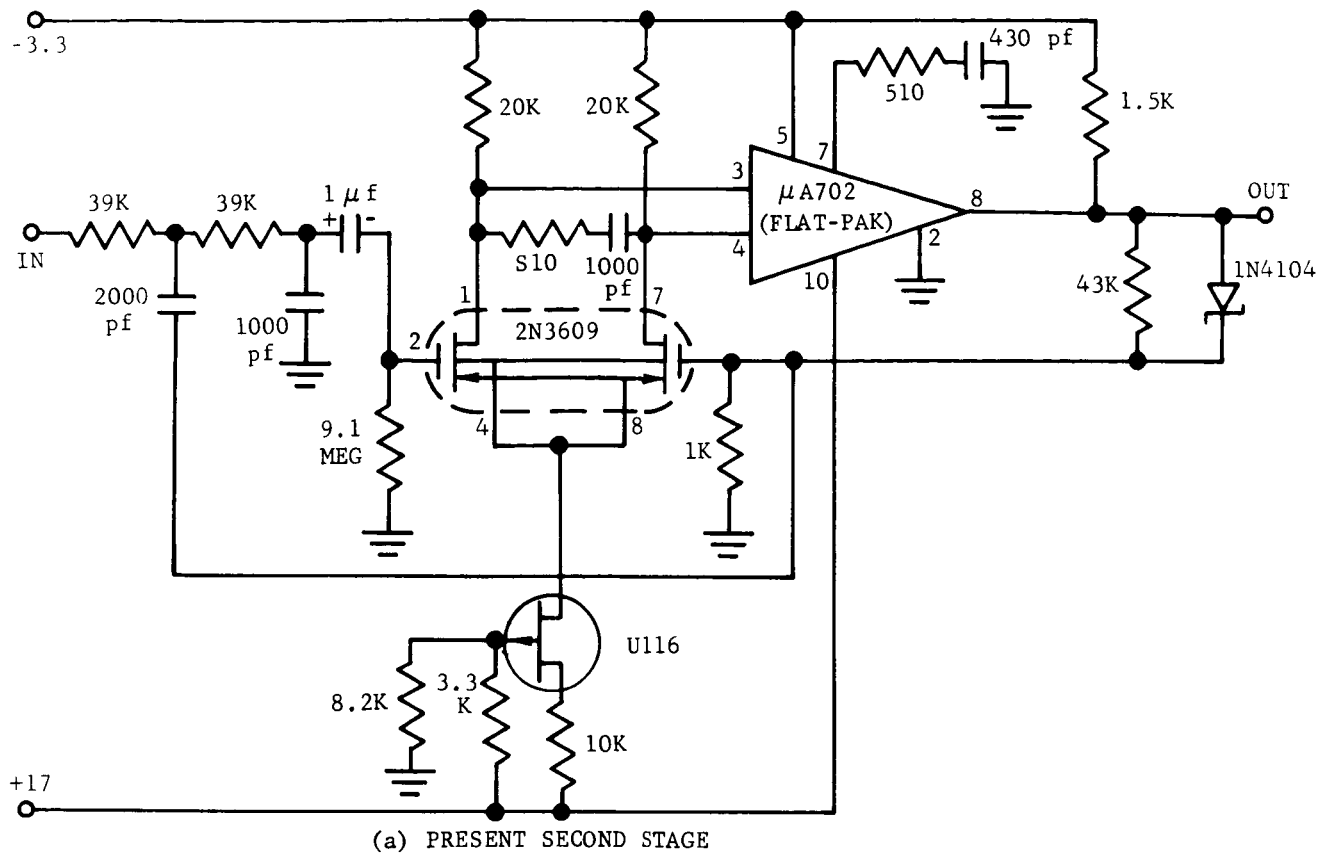 -3.3
430 pf
510
20K
20K
1.5K
5
7
3
μA702
(FLAT-PAK)
8
OUT
39K
39K
1 μf
+ -
IN
4
2
10
S10
1000
pf
43K
1N4104
2000
pf
1000
pf
1
7
2N3609
2
4
8
9.1
MEG
1K
U116
8.2K
3.3
K
10K
+17
(a) PRESENT SECOND STAGE